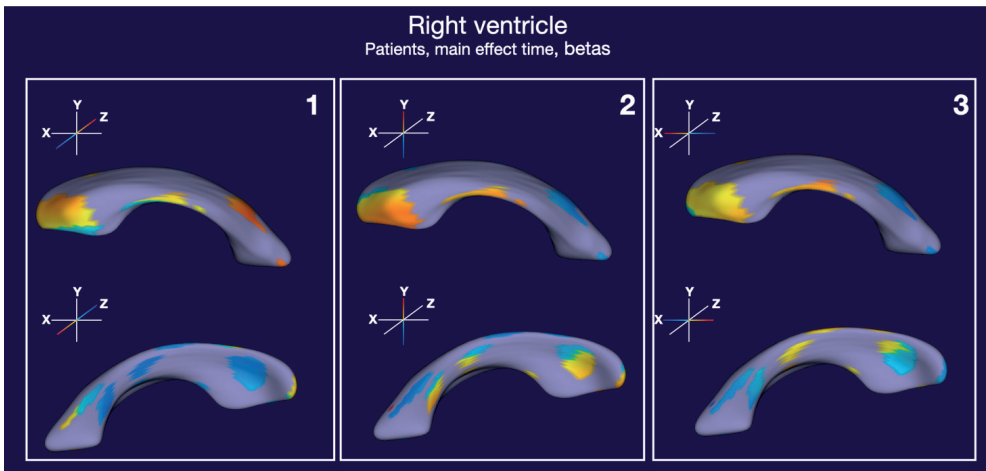 Right ventricle
Patients, main effect time, betas
1
2
3
Y
Z
X
Y
Z
X
Y
Z
X
Y
Z
X
Y
Z
X
Y
Z
X